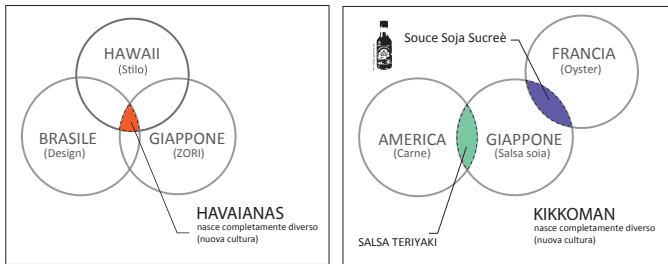 HAWAII
(Stilo)
BRASILE
(Design)
GIAPPONE
(ZORI)
HAVAIANAS
nasce completamente diverso
(nuova cultura)
Souce Soja Sucreè
FRANCIA
(Oyster)
AMERICA
(Carne)
GIAPPONE
(Salsa soia)
SALSA TERIYAKI
KIKKOMAN
nasce completamente diverso
(nuova cultura)